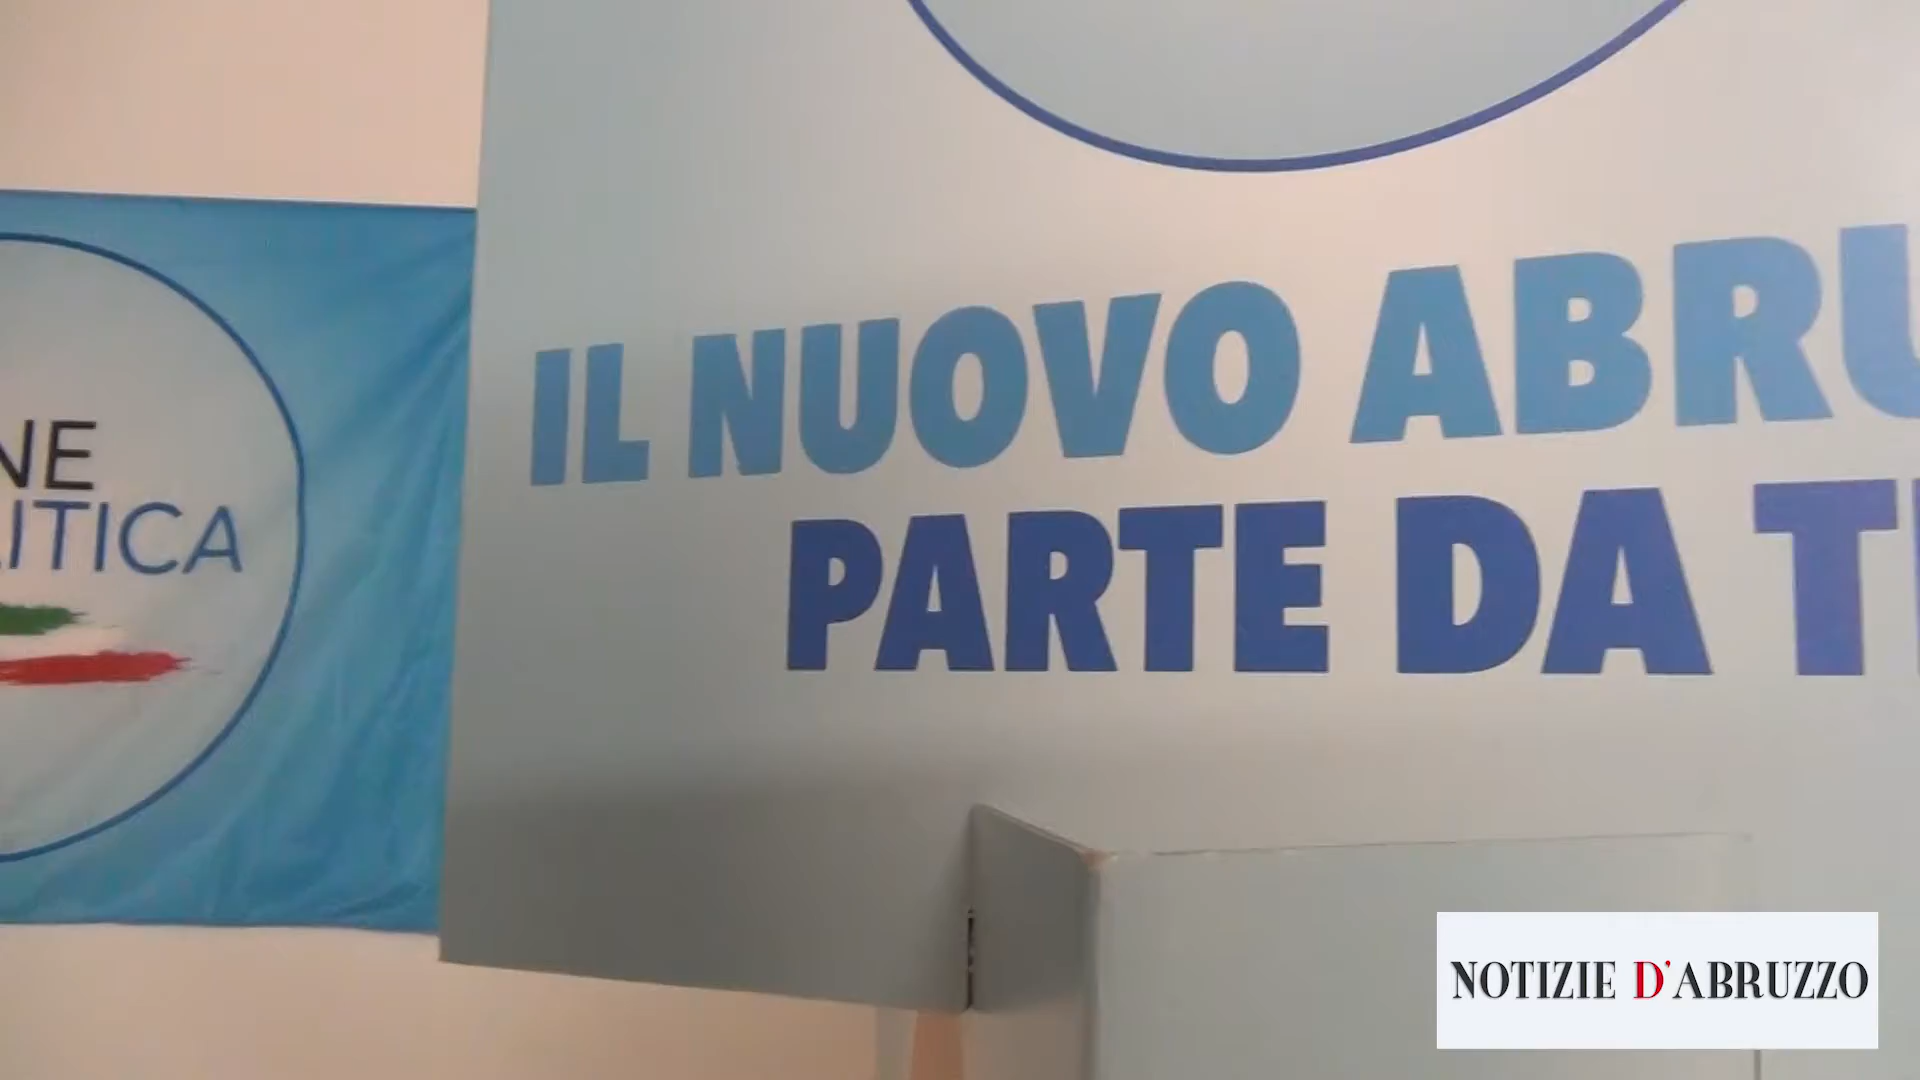 NE
LITICA
IL NUOVO ABRU
PARTE DA T
NOTIZIE D'ABRUZZO